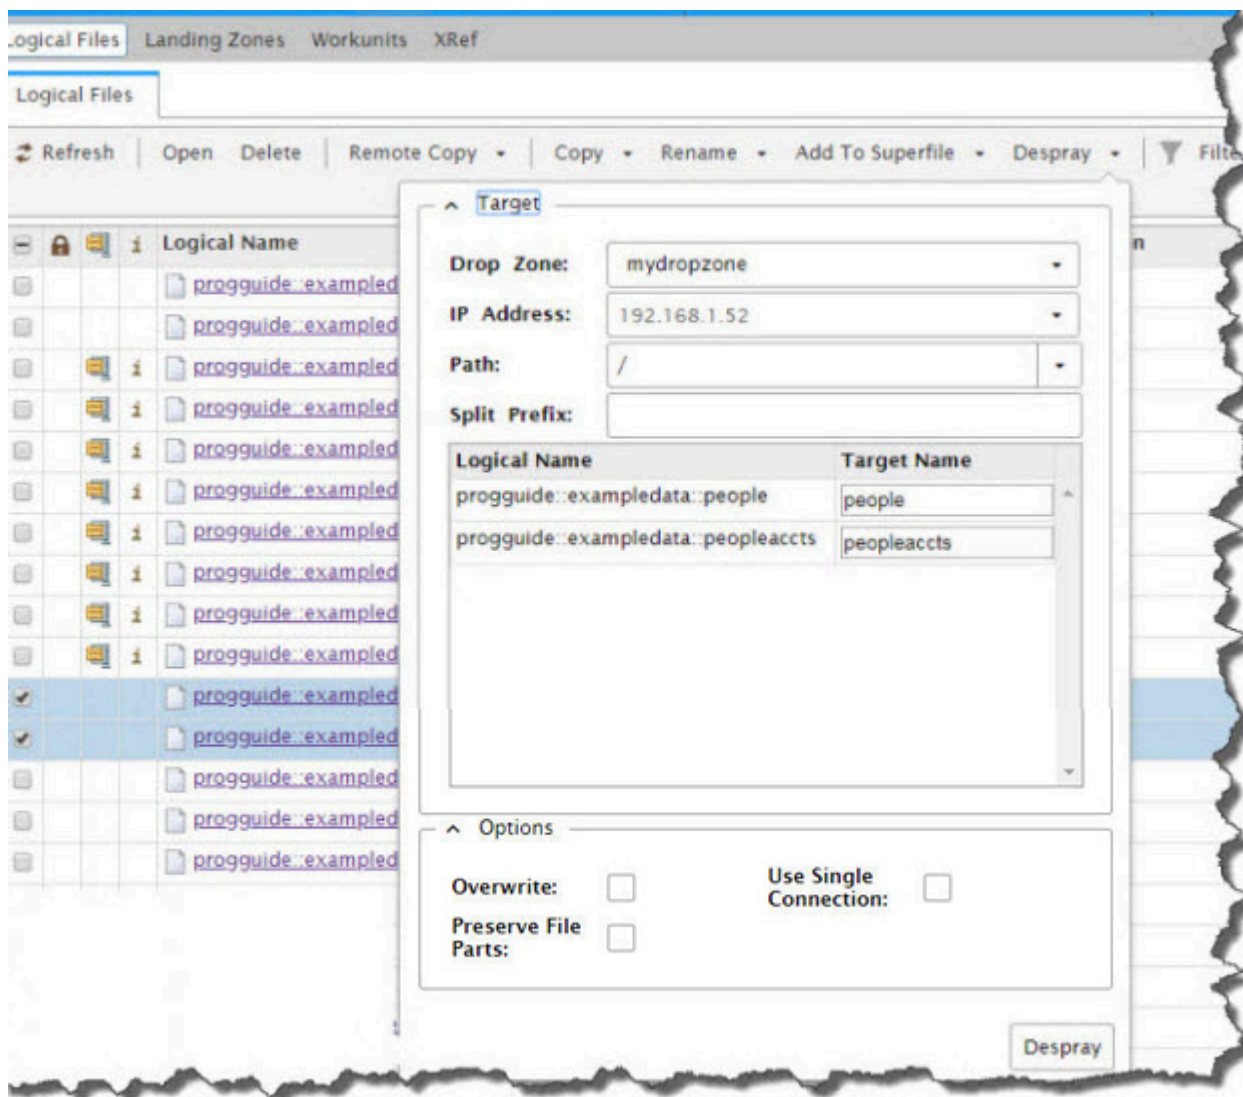 Logical Files Landing Zones Workunits XRef
Logical Files
Refresh Open Delete Remote Copy Copy Rename Add To Superfile Despray
Target
Logical Name
Drop Zone: mydropzone
progguide::exampled
IP Address: 192.168.1.52
progguide::exampled
Path: /
progguide::exampled
Split Prefix:
progguide::exampled
Logical Name Target Name
progguide::exampled
progguide::exampledata::people people
progguide::exampled
progguide::exampledata::peopleaccts peopleaccts
progguide::exampled
progguide::exampled
progguide::exampled
progguide::exampled
progguide::exampled
progguide::exampled
progguide::exampled
progguide::exampled
Options
progguide::exampled
Overwrite:
Use Single
Connection:
Preserve File
Parts:
Despray